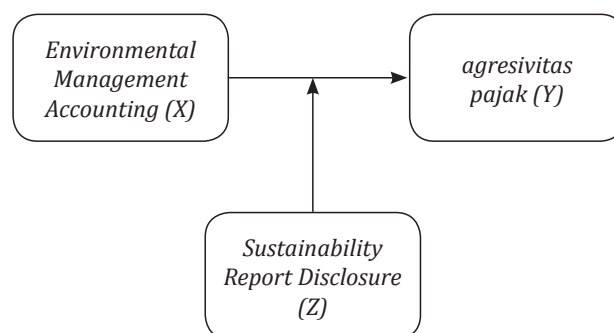 Environmental
Management
Accounting (X)
agresivitas
pajak (Y)
Sustainability
Report Disclosure
(Z)